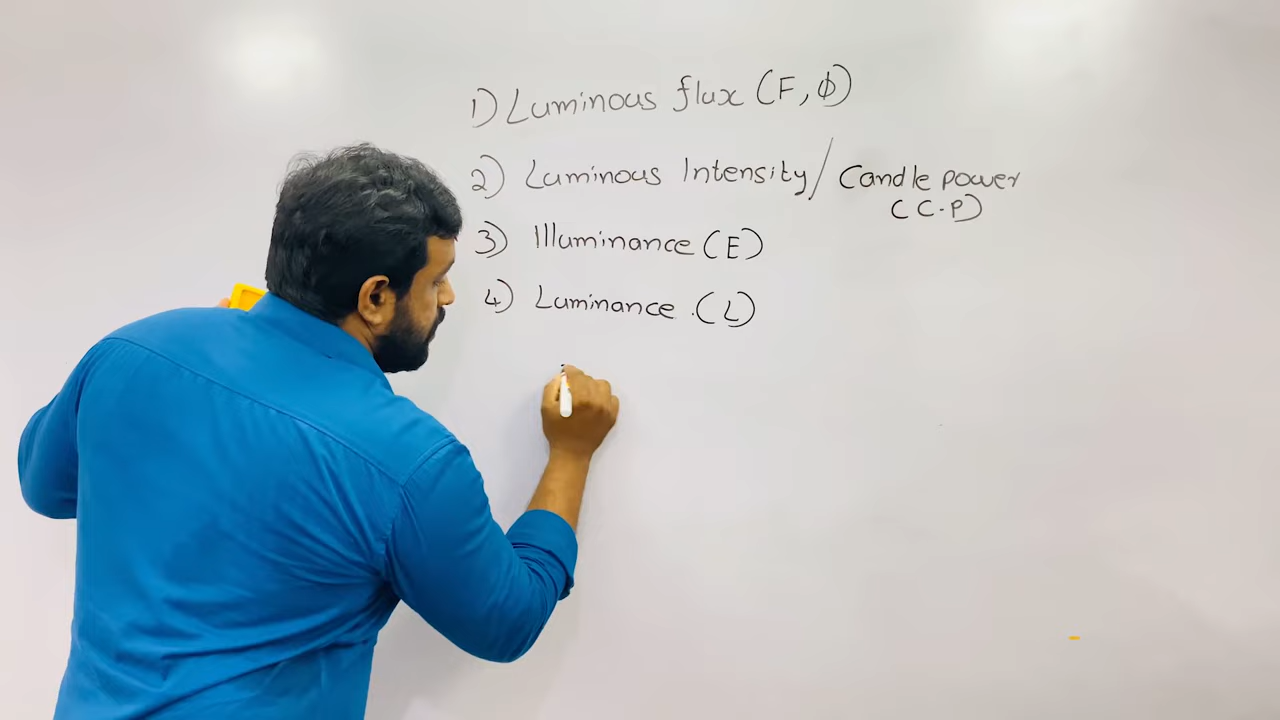 1) Luminous flux (F, Φ)
2) Luminous Intensity / Candle power
(C.P)
3) Illuminance (E)
4) Luminance .(L)